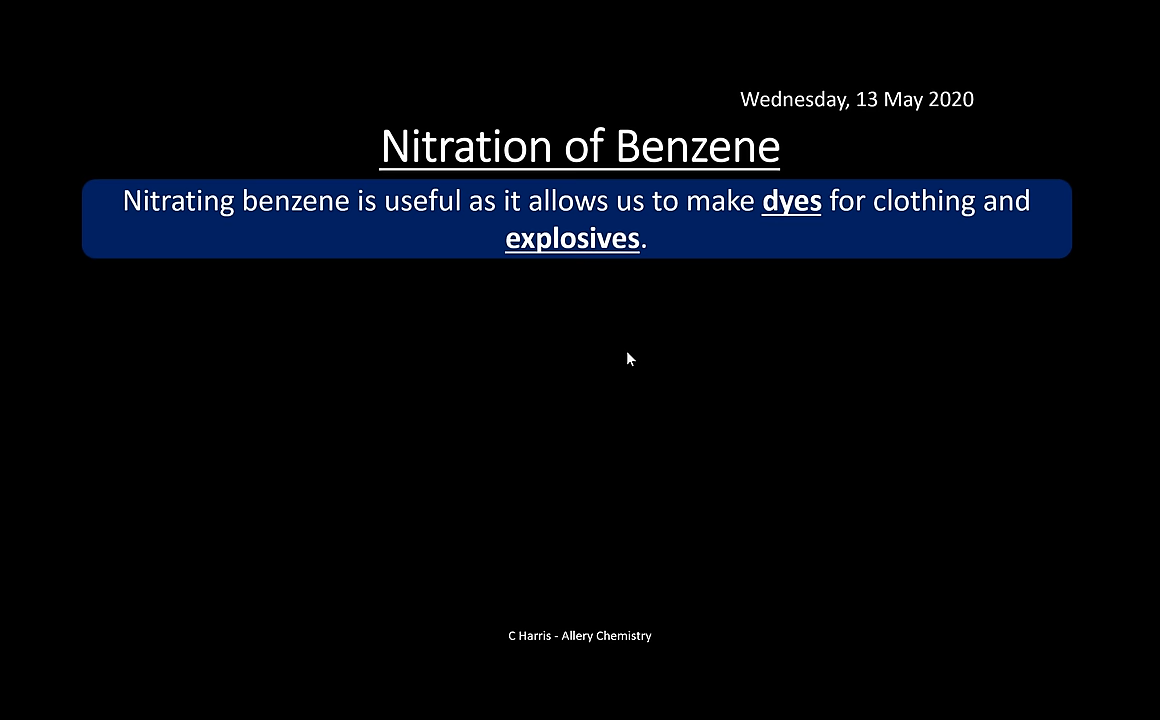 Wednesday, 13 May 2020
Nitration of Benzene
Nitrating benzene is useful as it allows us to make dyes for clothing and
explosives.
C Harris - Allery Chemistry